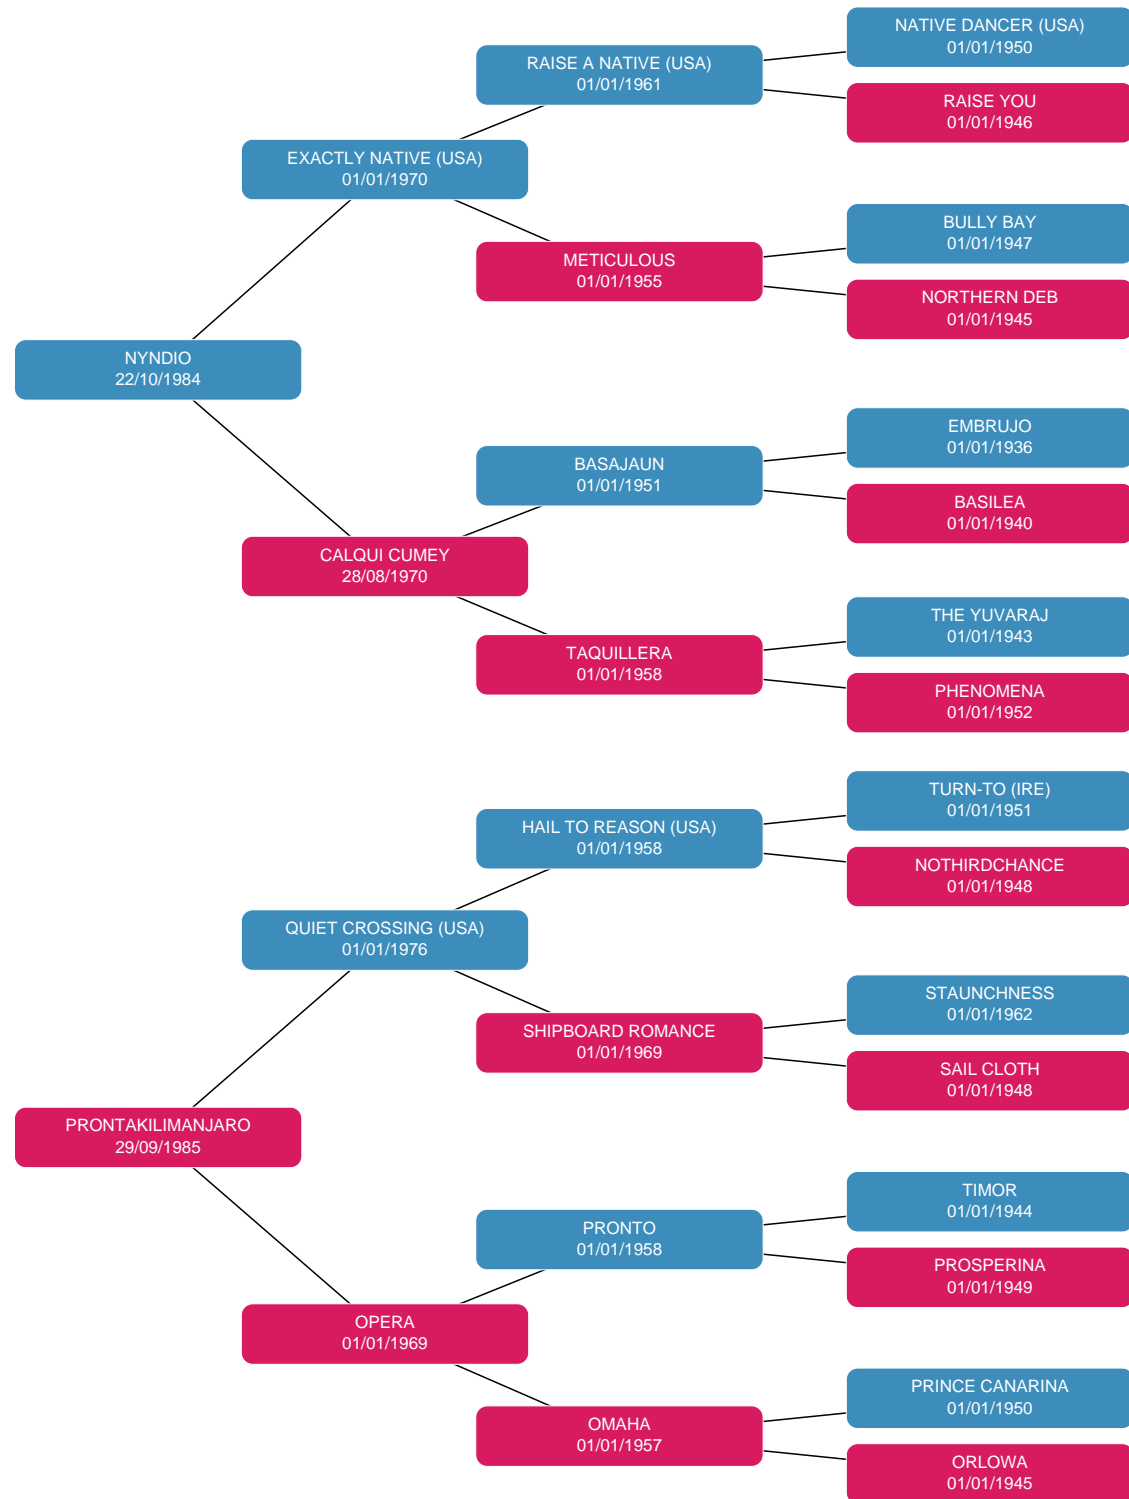 NATIVE DANCER (USA)
01/01/1950
RAISE A NATIVE (USA)
01/01/1961
RAISE YOU
01/01/1946
EXACTLY NATIVE (USA)
01/01/1970
BULLY BAY
01/01/1947
METICULOUS
01/01/1955
NORTHERN DEB
01/01/1945
NYNDIO
22/10/1984
EMBRUJO
01/01/1936
BASAJAUN
01/01/1951
BASILEA
01/01/1940
CALQUI CUMEY
28/08/1970
THE YUVARAJ
01/01/1943
TAQUILLERA
01/01/1958
PHENOMENA
01/01/1952
TURN-TO (IRE)
01/01/1951
HAIL TO REASON (USA)
01/01/1958
NOTHIRDCHANCE
01/01/1948
QUIET CROSSING (USA)
01/01/1976
STAUNCHNESS
01/01/1962
SHIPBOARD ROMANCE
01/01/1969
SAIL CLOTH
01/01/1948
PRONTAKILIMANJARO
29/09/1985
TIMOR
01/01/1944
PRONTO
01/01/1958
PROSPERINA
01/01/1949
OPERA
01/01/1969
PRINCE CANARINA
01/01/1950
OMAHA
01/01/1957
ORLOWA
01/01/1945